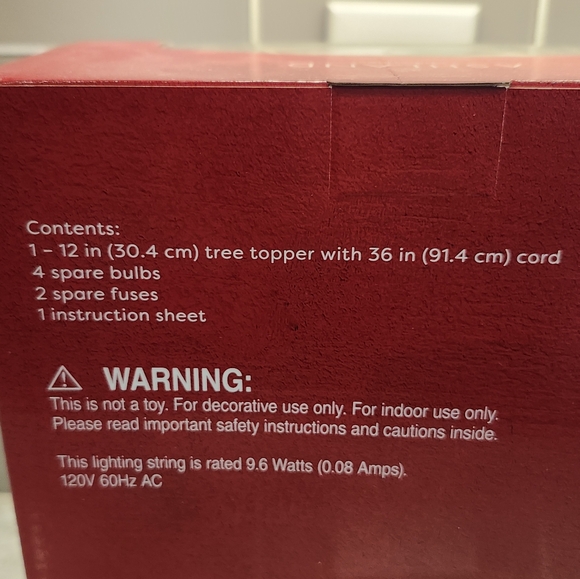 Contents:
1 – 12 in (30.4 cm) tree topper with 36 in (91.4 cm) cord
4 spare bulbs
2 spare fuses
1 instruction sheet
WARNING:
This is not a toy. For decorative use only. For indoor use only.
Please read important safety instructions and cautions inside.
This lighting string is rated 9.6 Watts (0.08 Amps).
120V 60Hz AC